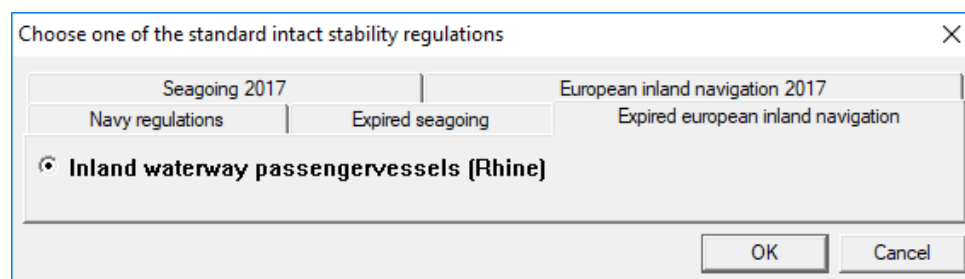 Choose one of the standard intact stability regulations
Seagoing 2017 European inland navigation 2017
Navy regulations Expired seagoing Expired european inland navigation
Inland waterway passengervessels (Rhine)
OK Cancel